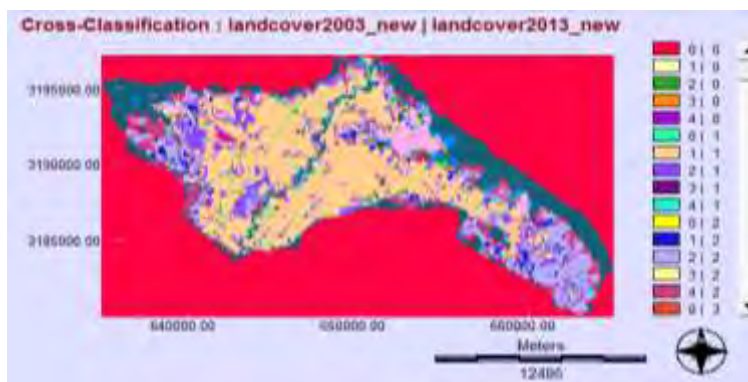 Cross-Classification : landcover2003_new | landcover2013_new
0 | 0
1 | 0
2 | 0
3 | 0
4 | 0
0 | 1
1 | 1
2 | 1
3 | 1
4 | 1
0 | 2
1 | 2
2 | 2
3 | 2
4 | 2
0 | 3
3195000.00
3190000.00
3185000.00
640000.00
650000.00
660000.00
Meters
12486